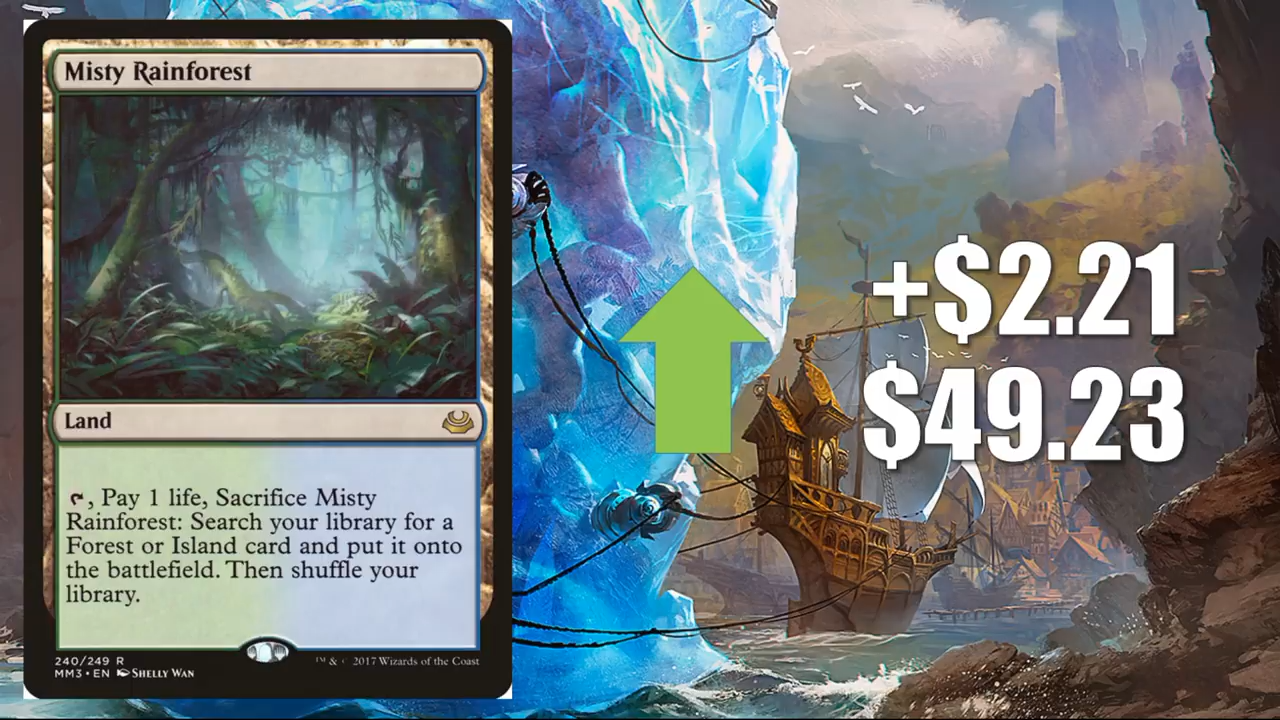 Misty Rainforest
Land
, Pay 1 life, Sacrifice Misty
Rainforest: Search your library for a
Forest or Island card and put it onto
the battlefield. Then shuffle your
library.
240/249 R
MM3 • EN SHELLY WAN
™ & © 2017 Wizards of the Coast
+$2.21
$49.23